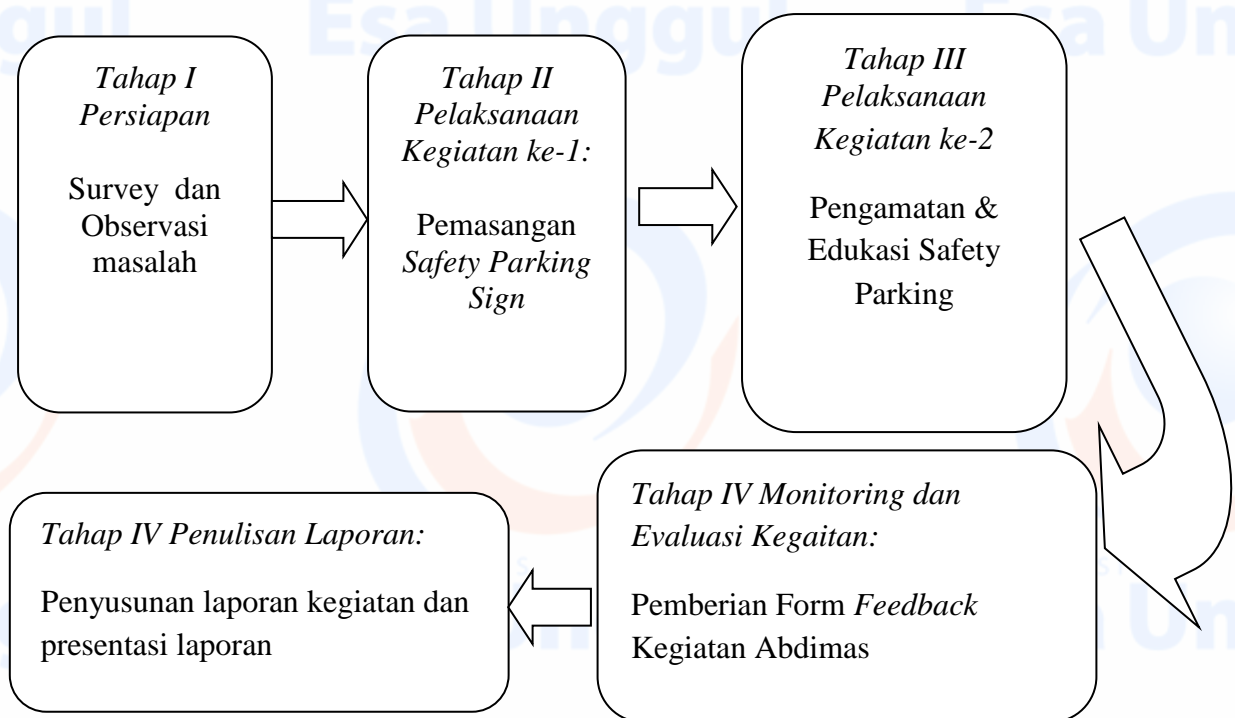 Esa Unggul
Tahap I
Persiapan
Survey dan
Observasi
masalah
Tahap II
Pelaksanaan
Kegiatan ke-1:
Pemasangan
Safety Parking
Sign
Tahap III
Pelaksanaan
Kegiatan ke-2
Pengamatan &
Edukasi Safety
Parking
Tahap IV Monitoring dan
Evaluasi Kegaitan:
Pemberian Form Feedback
Kegiatan Abdimas
Tahap IV Penulisan Laporan:
Penyusunan laporan kegiatan dan
presentasi laporan